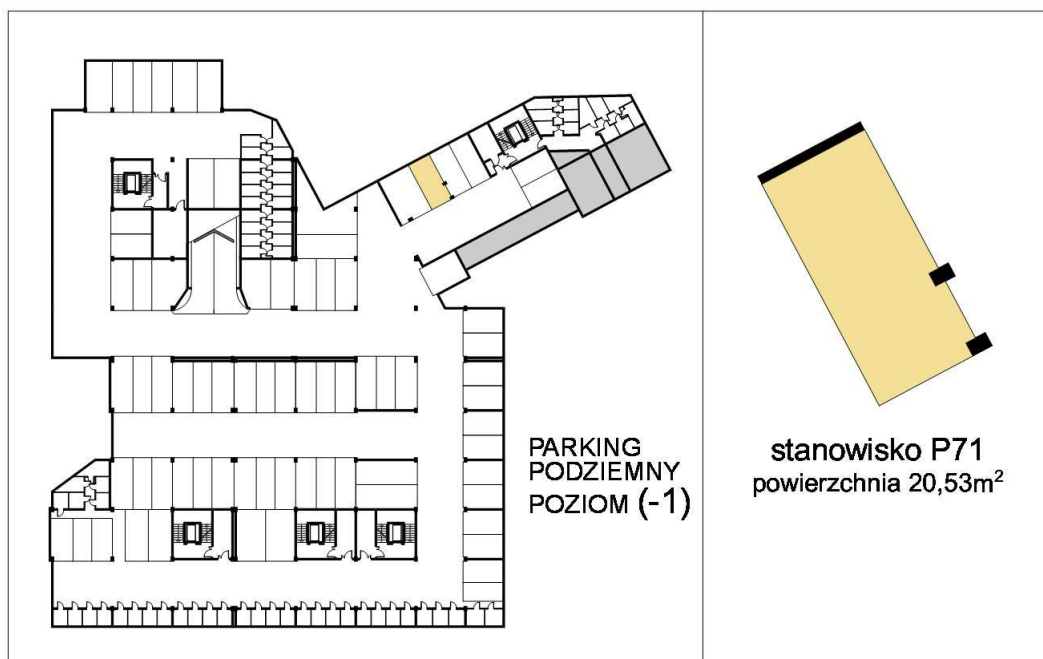 PARKING
PODZIEMNY
POZIOM (-1)
stanowisko P71
powierzchnia 20,53m²